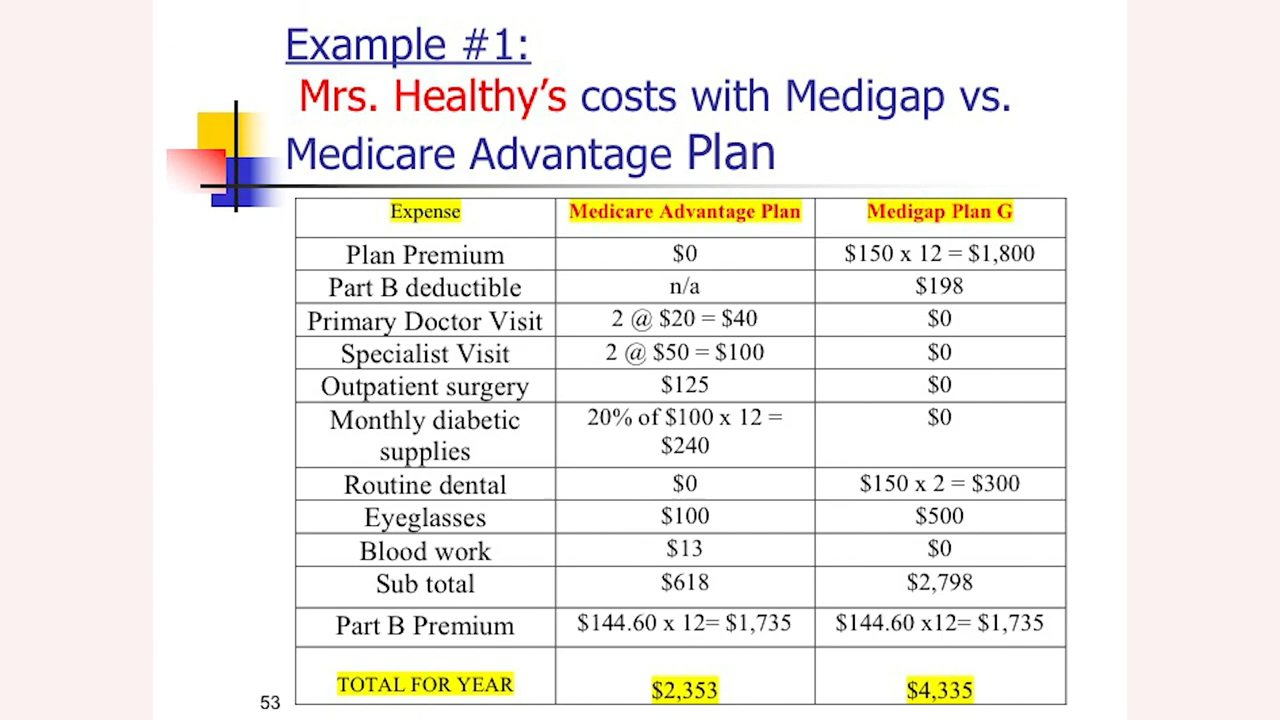 Example #1:
Mrs. Healthy's costs with Medigap vs.
Medicare Advantage Plan
Expense Medicare Advantage Plan Medigap Plan G
Plan Premium $0 $150 x 12 = $1,800
Part B deductible n/a $198
Primary Doctor Visit 2 @ $20 = $40 $0
Specialist Visit 2 @ $50 = $100 $0
Outpatient surgery $125 $0
Monthly diabetic supplies 20% of $100 x 12 = $240 $0
Routine dental $0 $150 x 2 = $300
Eyeglasses $100 $500
Blood work $13 $0
Sub total $618 $2,798
Part B Premium $144.60 x 12= $1,735 $144.60 x12= $1,735
TOTAL FOR YEAR $2,353 $4,335
53